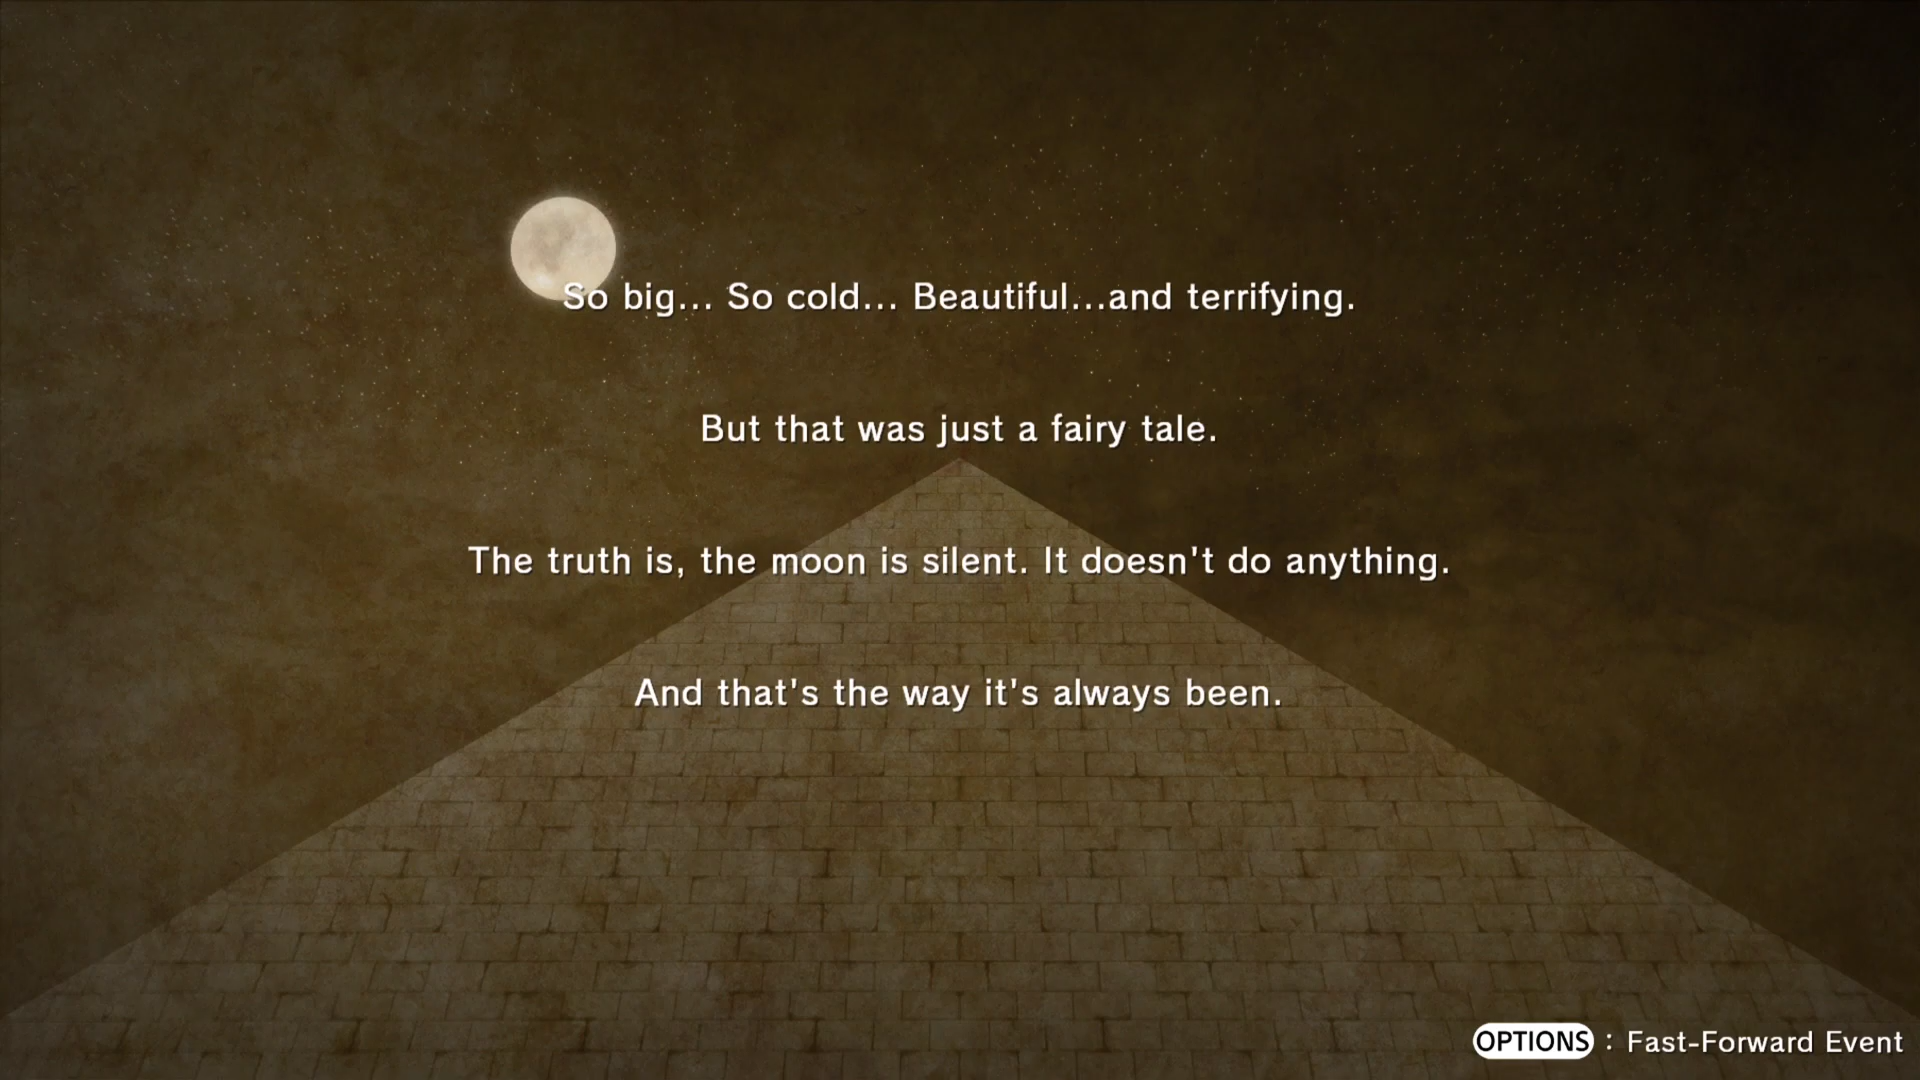 So big... So cold... Beautiful...and terrifying.
But that was just a fairy tale.
The truth is, the moon is silent. It doesn't do anything.
And that's the way it's always been.
OPTIONS : Fast-Forward Event